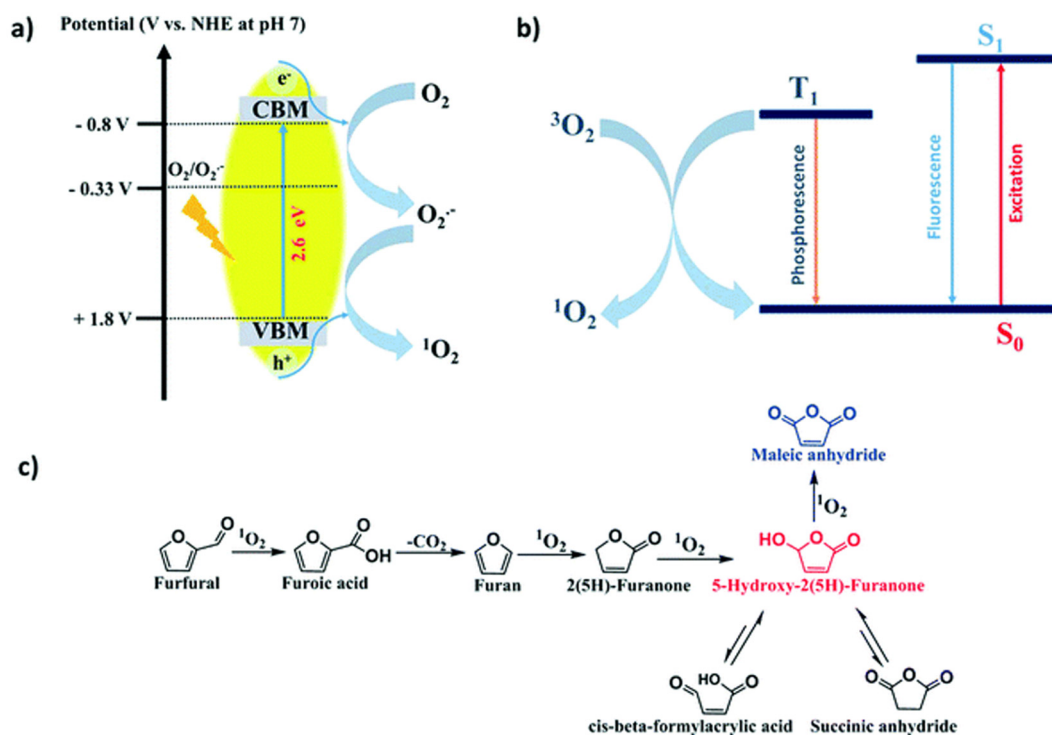 a)
Potential (V vs. NHE at pH 7)
e⁻
CBM
O₂
- 0.8 V
O₂/O₂·⁻
- 0.33 V
O₂·⁻
2.6 eV
+ 1.8 V
VBM
h⁺
¹O₂
b)
S₁
T₁
³O₂
Phosphorescence
Fluorescence
Excitation
¹O₂
S₀
c)
O O O
Maleic anhydride
¹O₂
O O
Furfural
¹O₂
O O
OH
Furoic acid
-CO₂
O
Furan
¹O₂
O O
2(5H)-Furanone
¹O₂
HO O O
5-Hydroxy-2(5H)-Furanone
O HO O
cis-beta-formylacrylic acid
O O O
Succinic anhydride